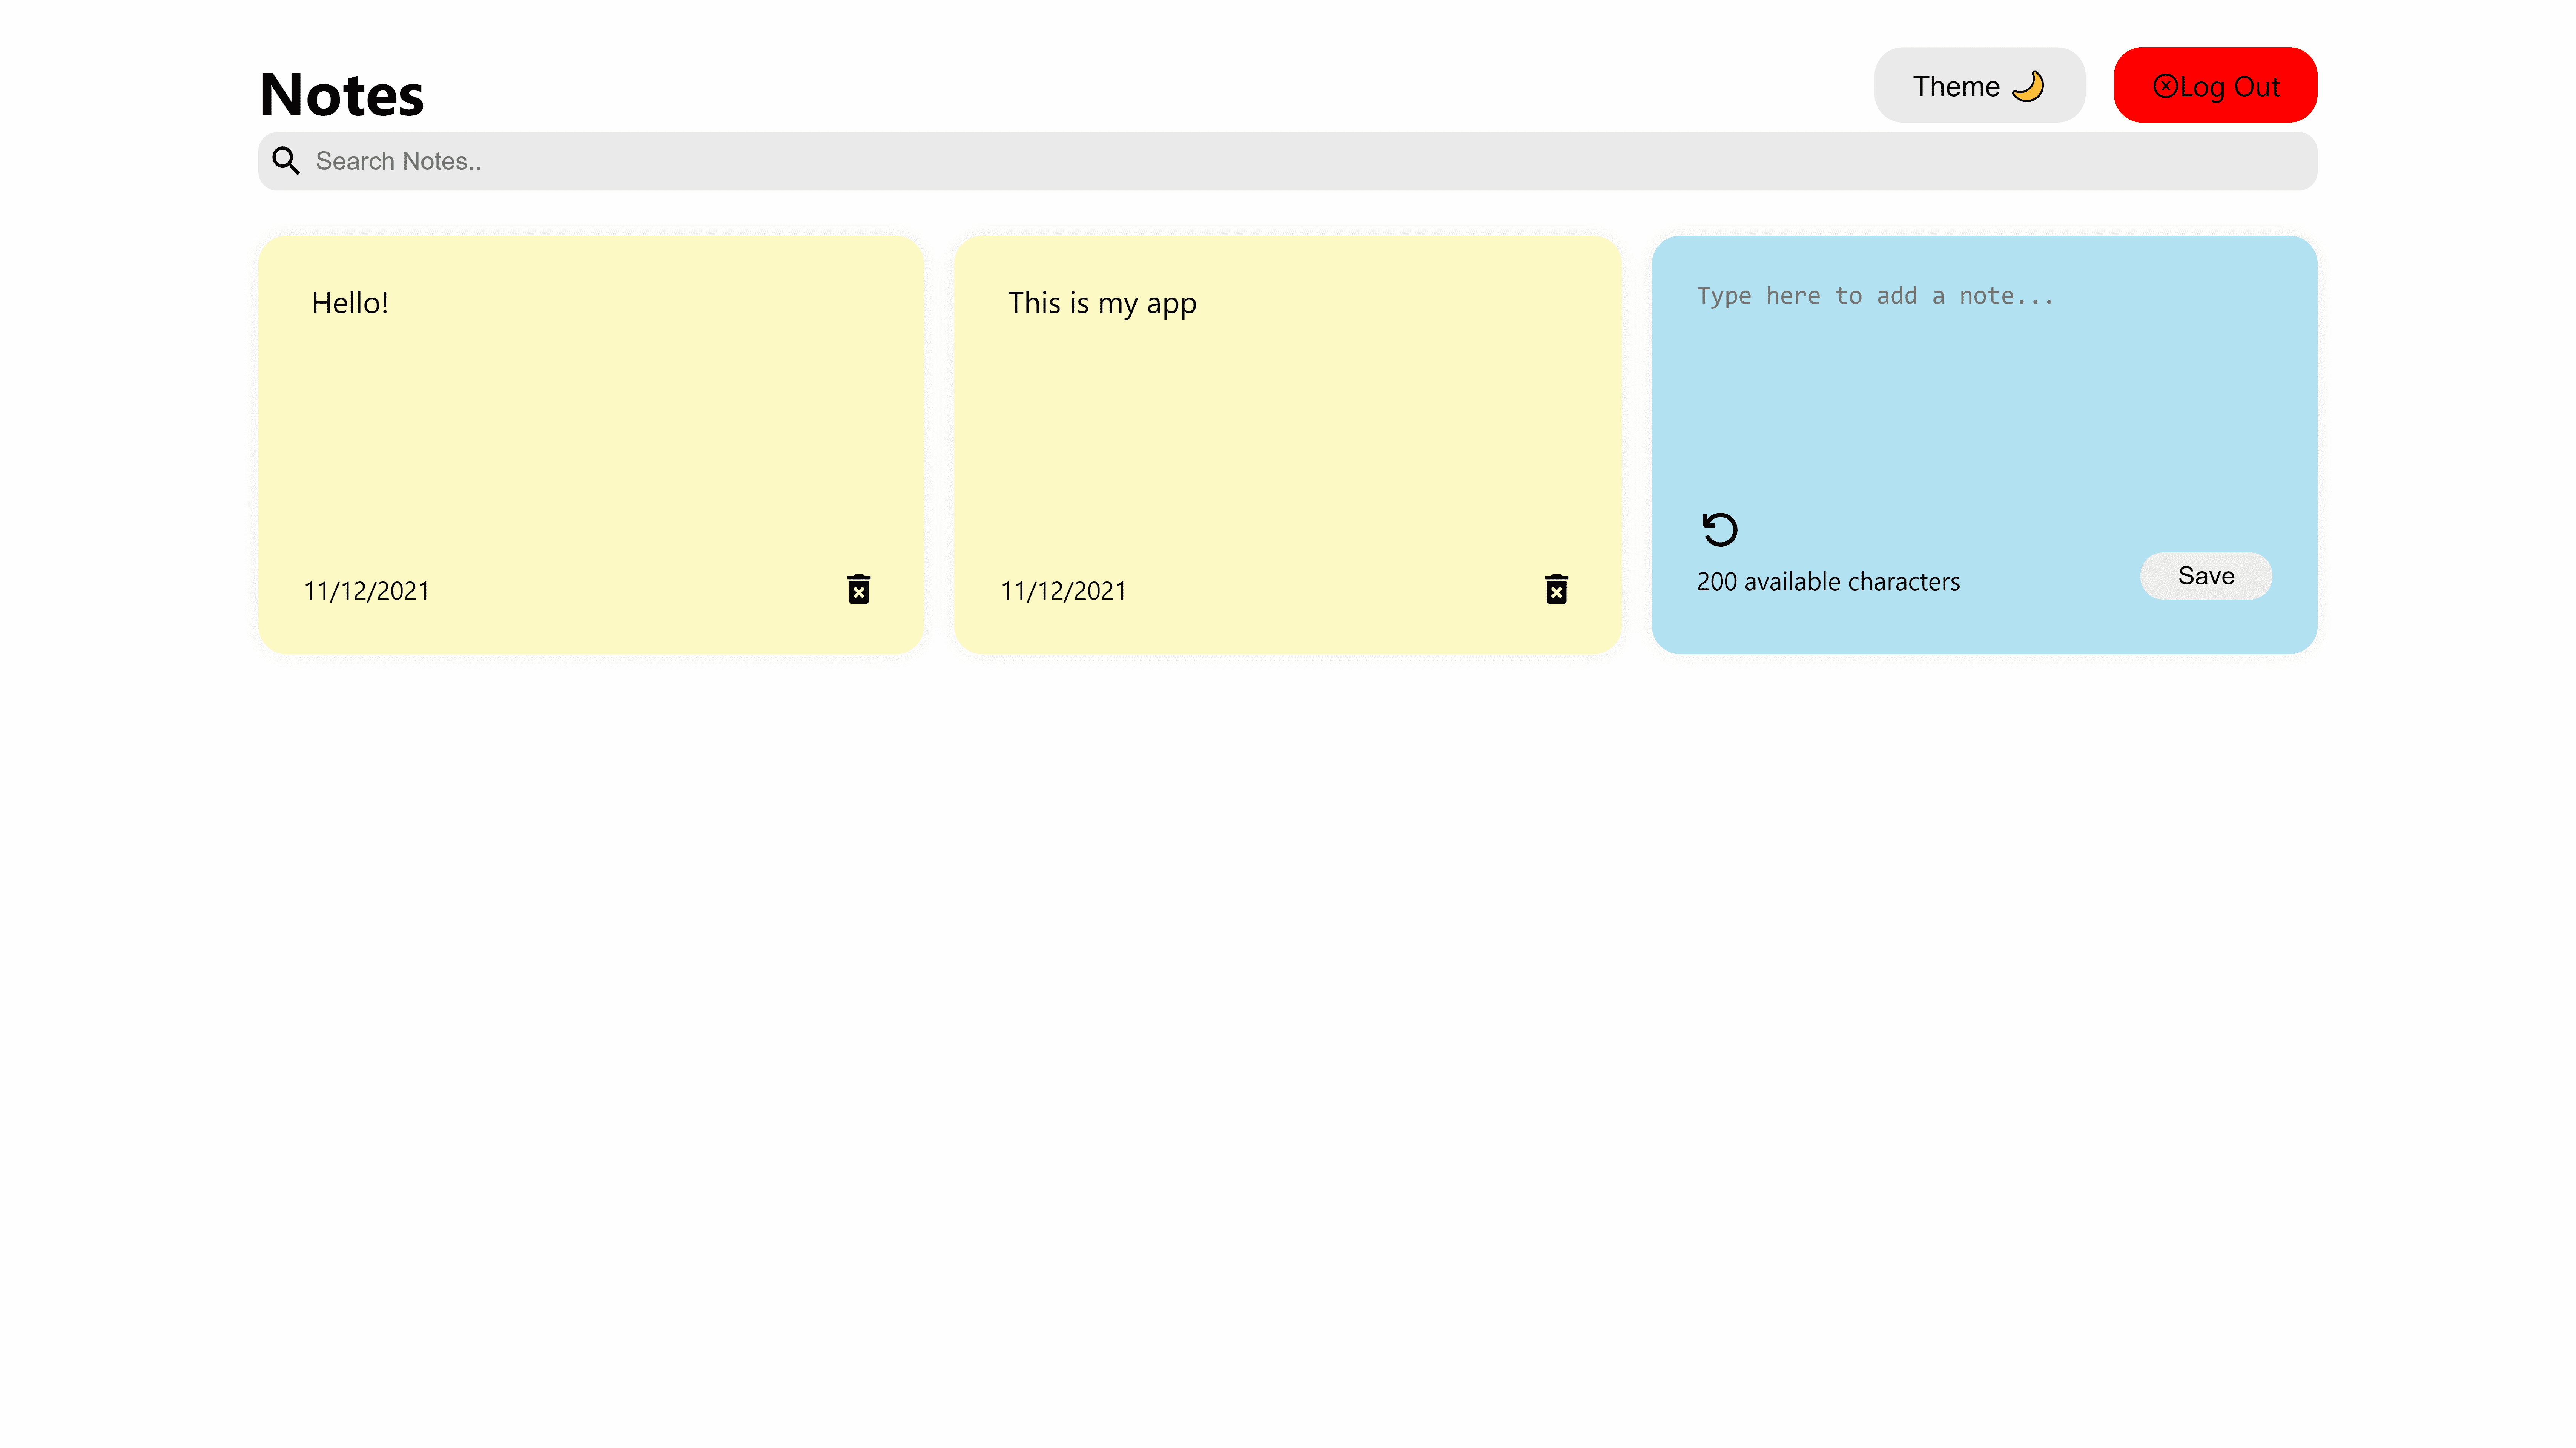 Notes
Theme 🌙
Log Out
Search Notes..
Hello!
11/12/2021
This is my app
11/12/2021
Type here to add a note...
200 available characters
Save